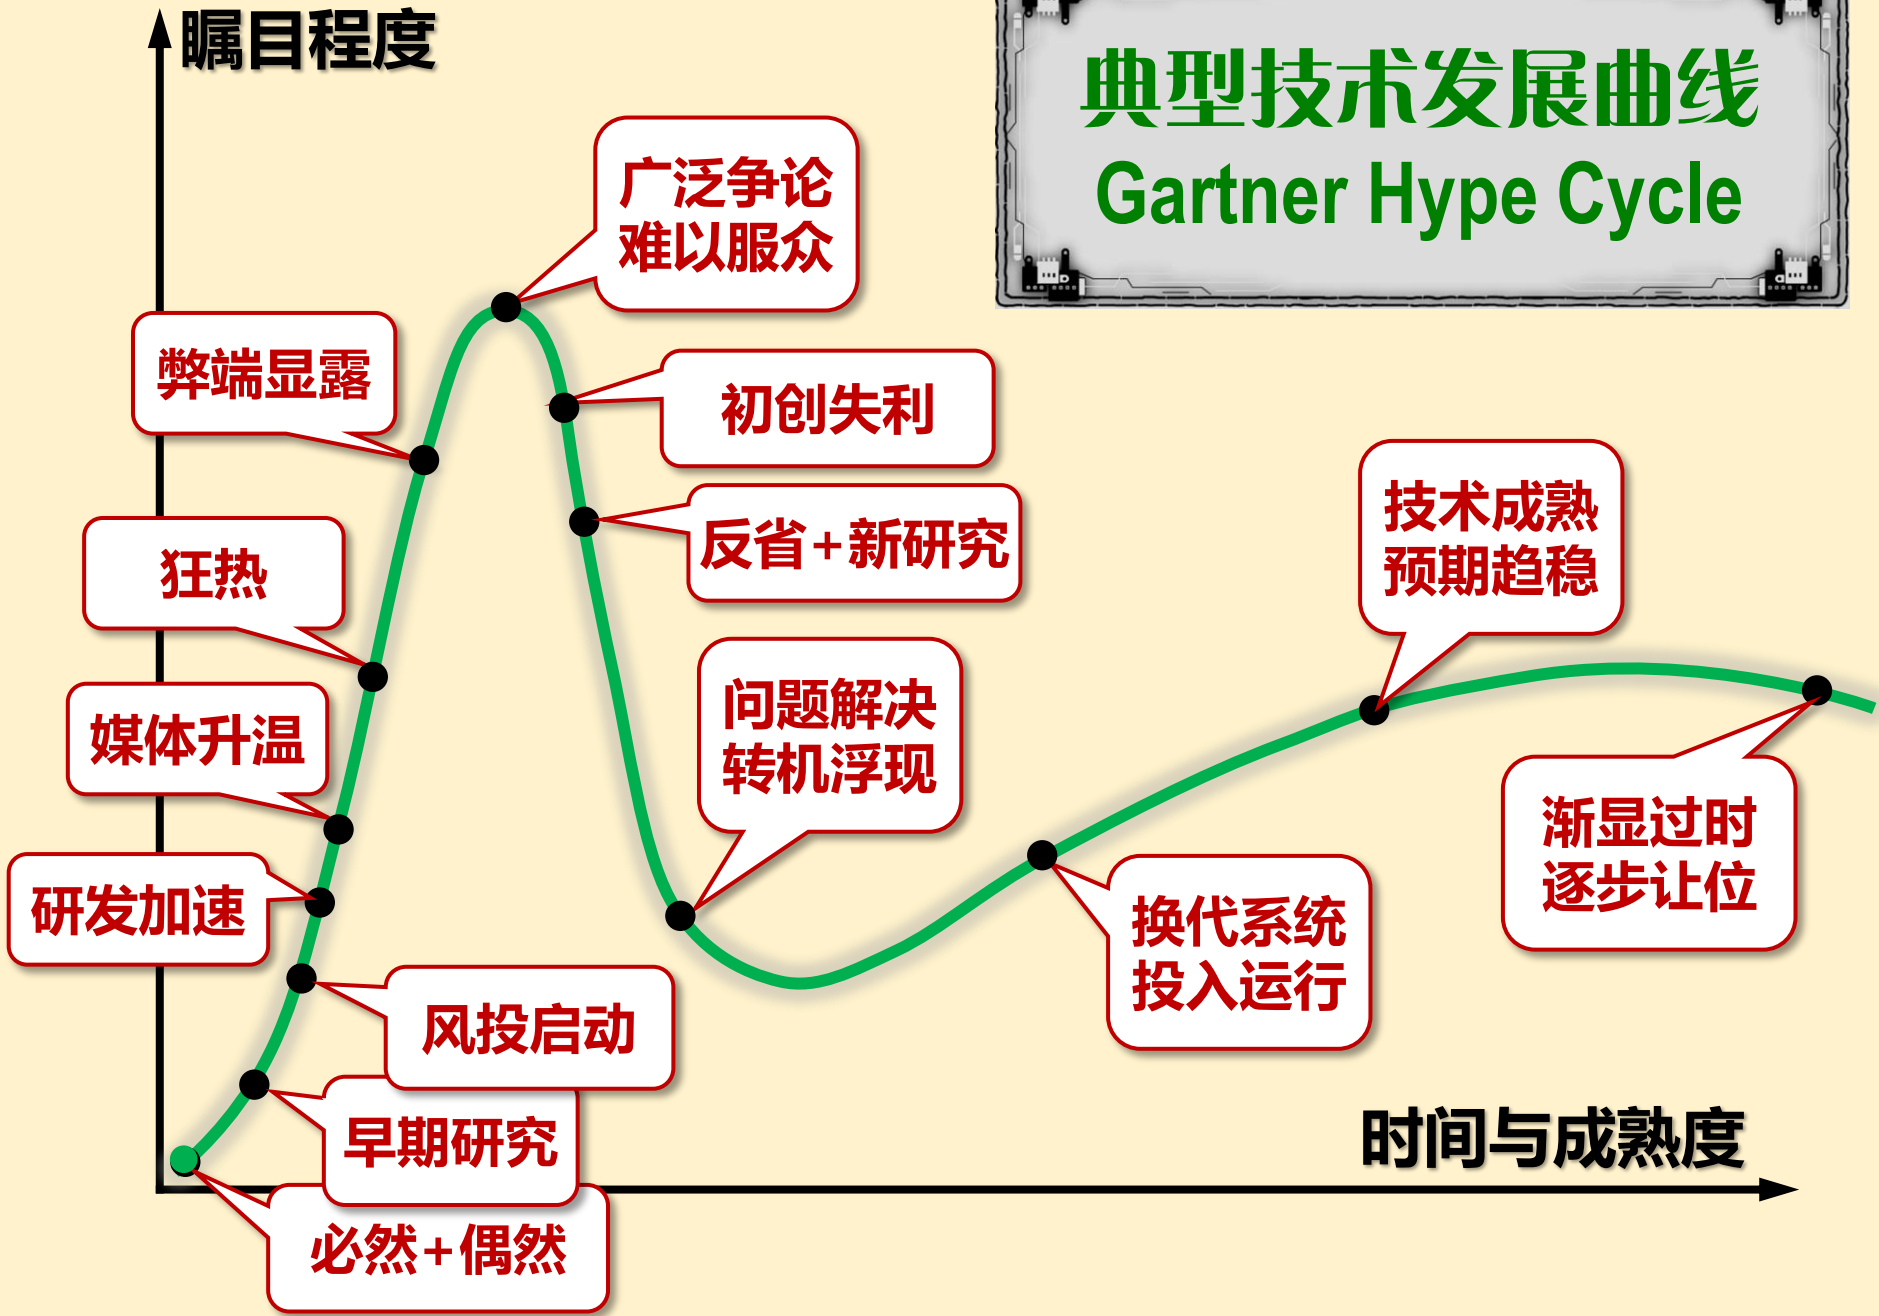 瞩目程度
典型技术发展曲线
Gartner Hype Cycle
广泛争论
难以服众
弊端显露
初创失利
反省+新研究
狂热
技术成熟
预期趋稳
问题解决
转机浮现
媒体升温
渐显过时
逐步让位
研发加速
换代系统
投入运行
风投启动
早期研究
时间与成熟度
必然+偶然